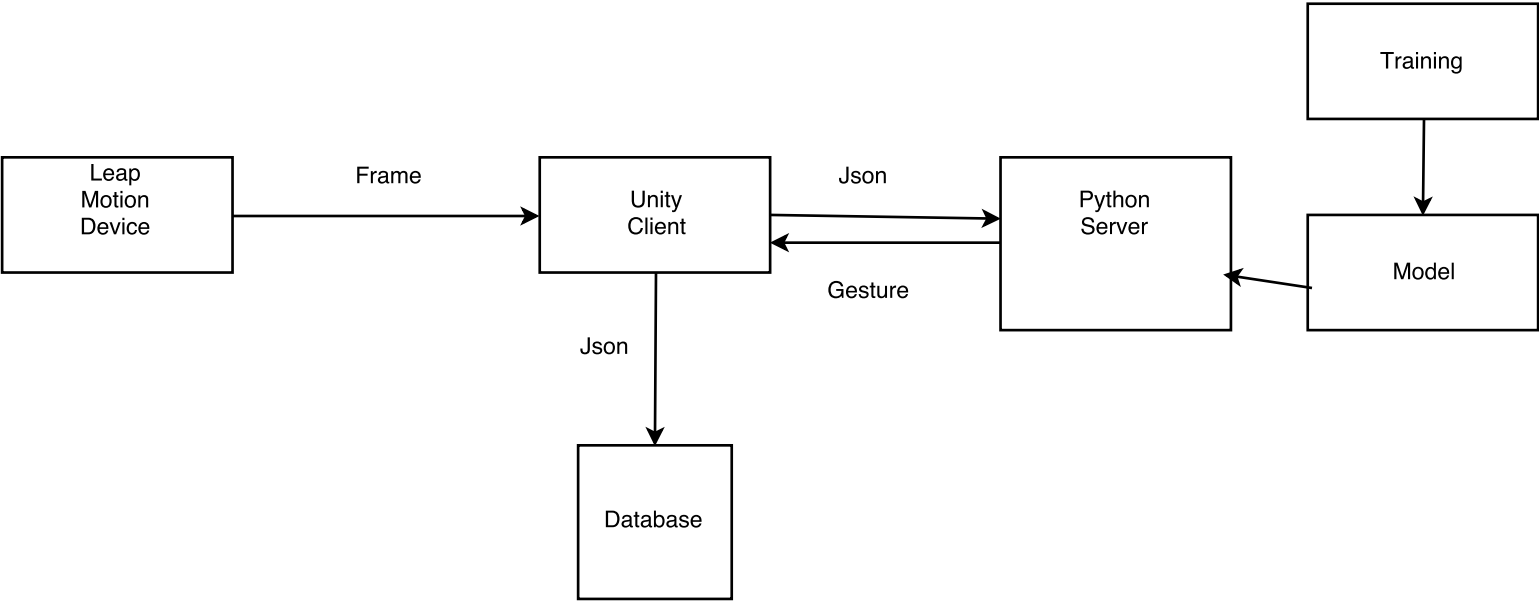 Training
Leap
Motion
Device
Frame
Unity
Client
Json
Python
Server
Gesture
Model
Json
Database